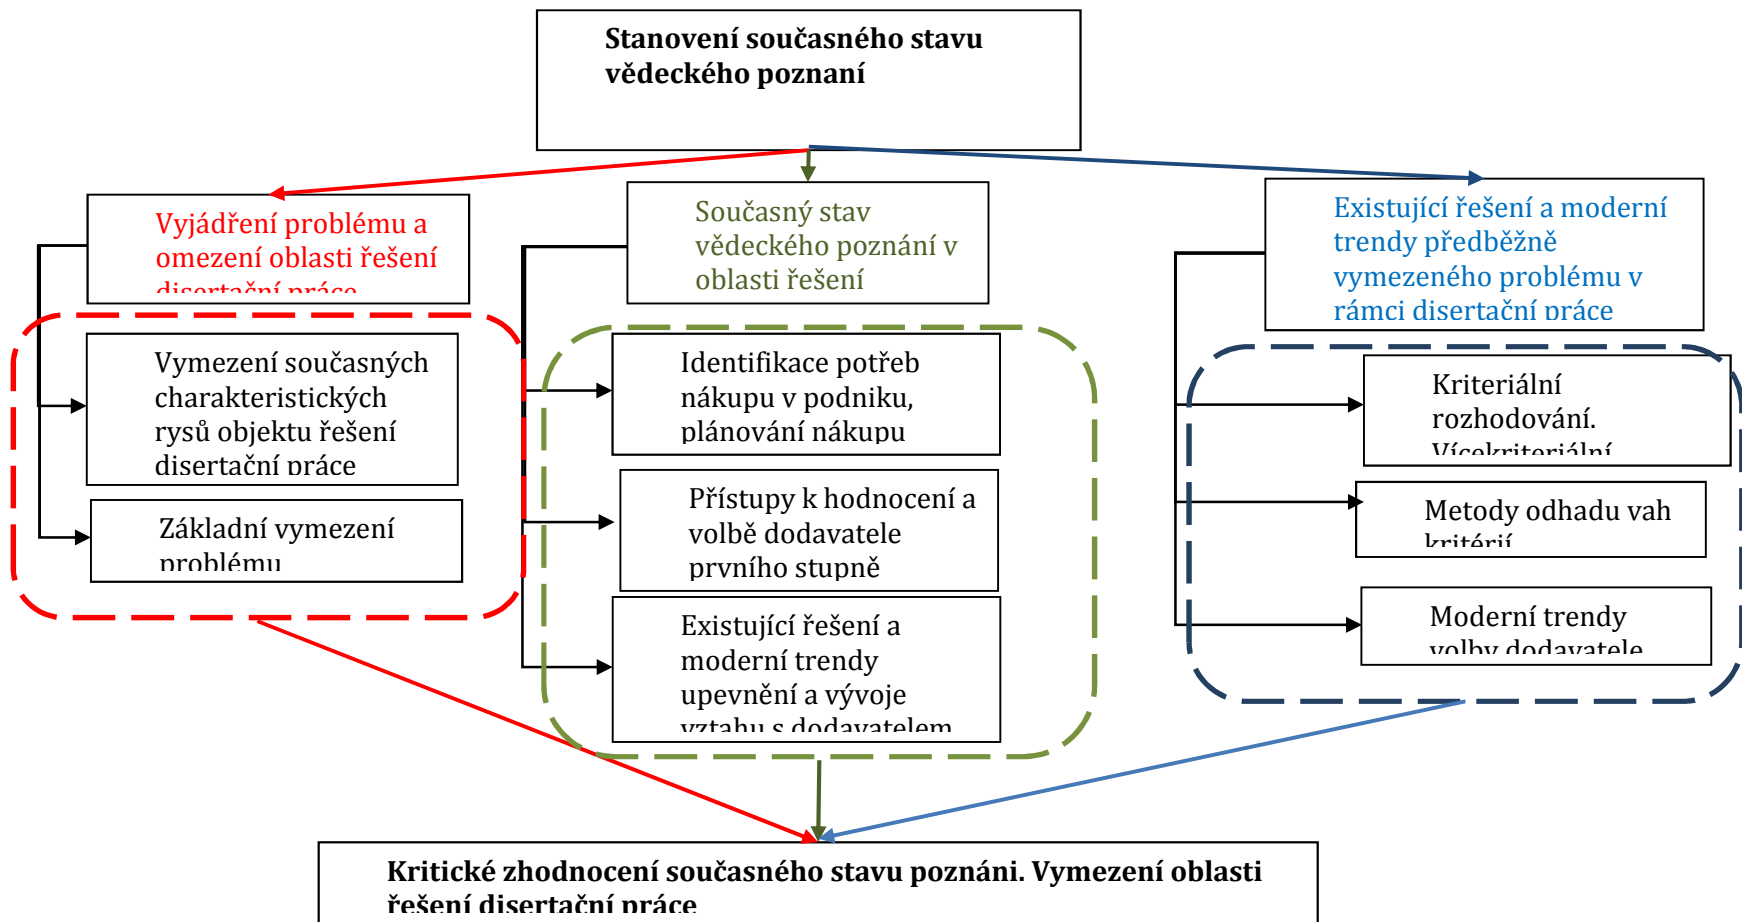 Stanovení současného stavu
vědeckého poznaní
Vyjádření problému a
omezení oblasti řešení
disertační práce
Současný stav
vědeckého poznání v
oblasti řešení
Existující řešení a moderní
trendy předběžně
vymezeného problému v
rámci disertační práce
Vymezení současných
charakteristických
rysů objektu řešení
disertační práce
Základní vymezení
problému
Identifikace potřeb
nákupu v podniku,
plánování nákupu
Přístupy k hodnocení a
volbě dodavatele
prvního stupně
Existující řešení a
moderní trendy
upevnění a vývoje
vztahu s dodavatelem
Kriteriální
rozhodování.
Vícekriteriální
Metody odhadu vah
kritérií
Moderní trendy
volby dodavatele
Kritické zhodnocení současného stavu poznáni. Vymezení oblasti
řešení disertační práce